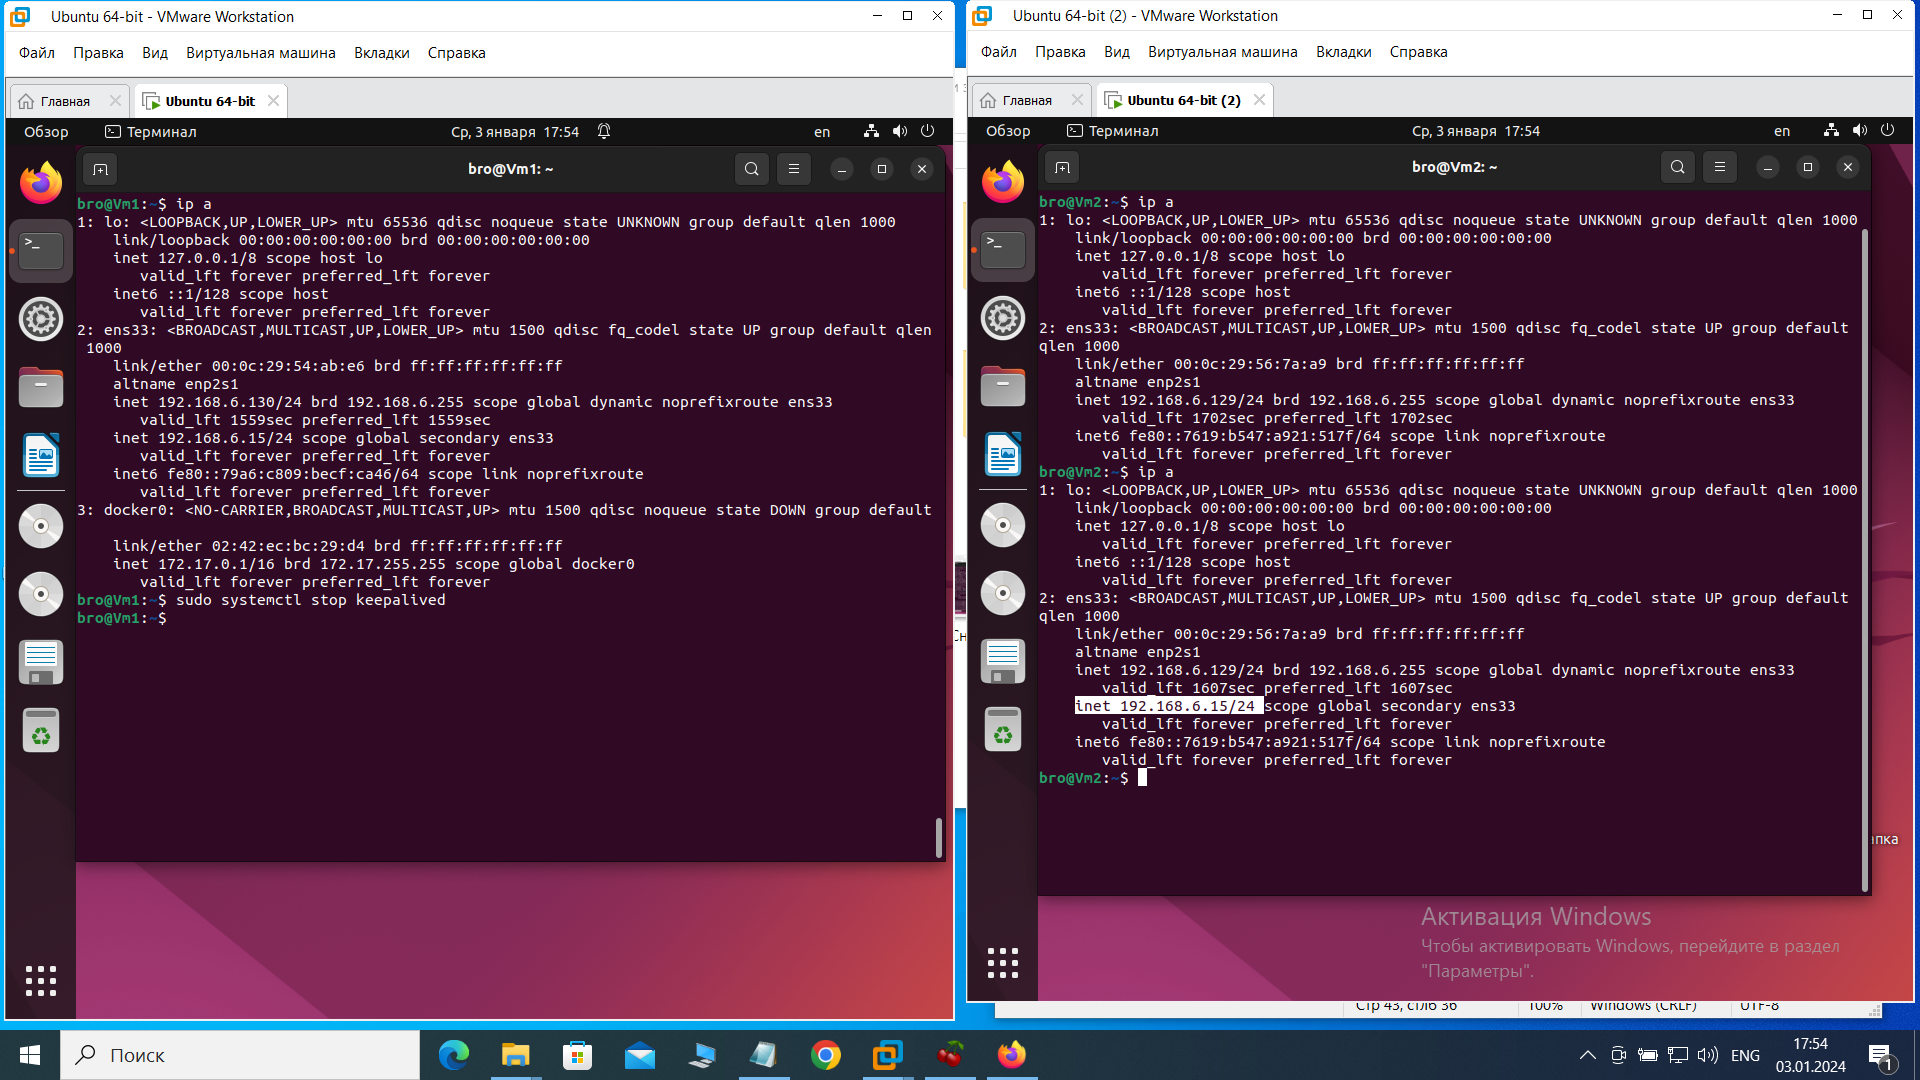 Ubuntu 64-bit - VMware Workstation
Файл Правка Вид Виртуальная машина Вкладки Справка
Главная Ubuntu 64-bit
Обзор Терминал Ср, 3 января 17:54 en
bro@Vm1: ~
bro@Vm1:~$ ip a
1: lo: <LOOPBACK,UP,LOWER_UP> mtu 65536 qdisc noqueue state UNKNOWN group default qlen 1000
link/loopback 00:00:00:00:00:00 brd 00:00:00:00:00:00
inet 127.0.0.1/8 scope host lo
valid_lft forever preferred_lft forever
inet6 ::1/128 scope host
valid_lft forever preferred_lft forever
2: ens33: <BROADCAST,MULTICAST,UP,LOWER_UP> mtu 1500 qdisc fq_codel state UP group default qlen
1000
link/ether 00:0c:29:54:ab:e6 brd ff:ff:ff:ff:ff:ff
altname enp2s1
inet 192.168.6.130/24 brd 192.168.6.255 scope global dynamic noprefixroute ens33
valid_lft 1559sec preferred_lft 1559sec
inet 192.168.6.15/24 scope global secondary ens33
valid_lft forever preferred_lft forever
inet6 fe80::79a6:c809:becf:ca46/64 scope link noprefixroute
valid_lft forever preferred_lft forever
3: docker0: <NO-CARRIER,BROADCAST,MULTICAST,UP> mtu 1500 qdisc noqueue state DOWN group default
link/ether 02:42:ec:bc:29:d4 brd ff:ff:ff:ff:ff:ff
inet 172.17.0.1/16 brd 172.17.255.255 scope global docker0
valid_lft forever preferred_lft forever
bro@Vm1:~$ sudo systemctl stop keepalived
bro@Vm1:~$
Ubuntu 64-bit (2) - VMware Workstation
Файл Правка Вид Виртуальная машина Вкладки Справка
Главная Ubuntu 64-bit (2)
Обзор Терминал Ср, 3 января 17:54 en
bro@Vm2: ~
bro@Vm2:~$ ip a
1: lo: <LOOPBACK,UP,LOWER_UP> mtu 65536 qdisc noqueue state UNKNOWN group default qlen 1000
link/loopback 00:00:00:00:00:00 brd 00:00:00:00:00:00
inet 127.0.0.1/8 scope host lo
valid_lft forever preferred_lft forever
inet6 ::1/128 scope host
valid_lft forever preferred_lft forever
2: ens33: <BROADCAST,MULTICAST,UP,LOWER_UP> mtu 1500 qdisc fq_codel state UP group default
qlen 1000
link/ether 00:0c:29:56:7a:a9 brd ff:ff:ff:ff:ff:ff
altname enp2s1
inet 192.168.6.129/24 brd 192.168.6.255 scope global dynamic noprefixroute ens33
valid_lft 1702sec preferred_lft 1702sec
inet6 fe80::7619:b547:a921:517f/64 scope link noprefixroute
valid_lft forever preferred_lft forever
bro@Vm2:~$ ip a
1: lo: <LOOPBACK,UP,LOWER_UP> mtu 65536 qdisc noqueue state UNKNOWN group default qlen 1000
link/loopback 00:00:00:00:00:00 brd 00:00:00:00:00:00
inet 127.0.0.1/8 scope host lo
valid_lft forever preferred_lft forever
inet6 ::1/128 scope host
valid_lft forever preferred_lft forever
2: ens33: <BROADCAST,MULTICAST,UP,LOWER_UP> mtu 1500 qdisc fq_codel state UP group default
qlen 1000
link/ether 00:0c:29:56:7a:a9 brd ff:ff:ff:ff:ff:ff
altname enp2s1
inet 192.168.6.129/24 brd 192.168.6.255 scope global dynamic noprefixroute ens33
valid_lft 1607sec preferred_lft 1607sec
inet 192.168.6.15/24 scope global secondary ens33
valid_lft forever preferred_lft forever
inet6 fe80::7619:b547:a921:517f/64 scope link noprefixroute
valid_lft forever preferred_lft forever
bro@Vm2:~$
Активация Windows
Чтобы активировать Windows, перейдите в раздел
"Параметры".
Стр 43, стлб 36 100% Windows (CRLF) UTF-8
Поиск
ENG
17:54
03.01.2024
1